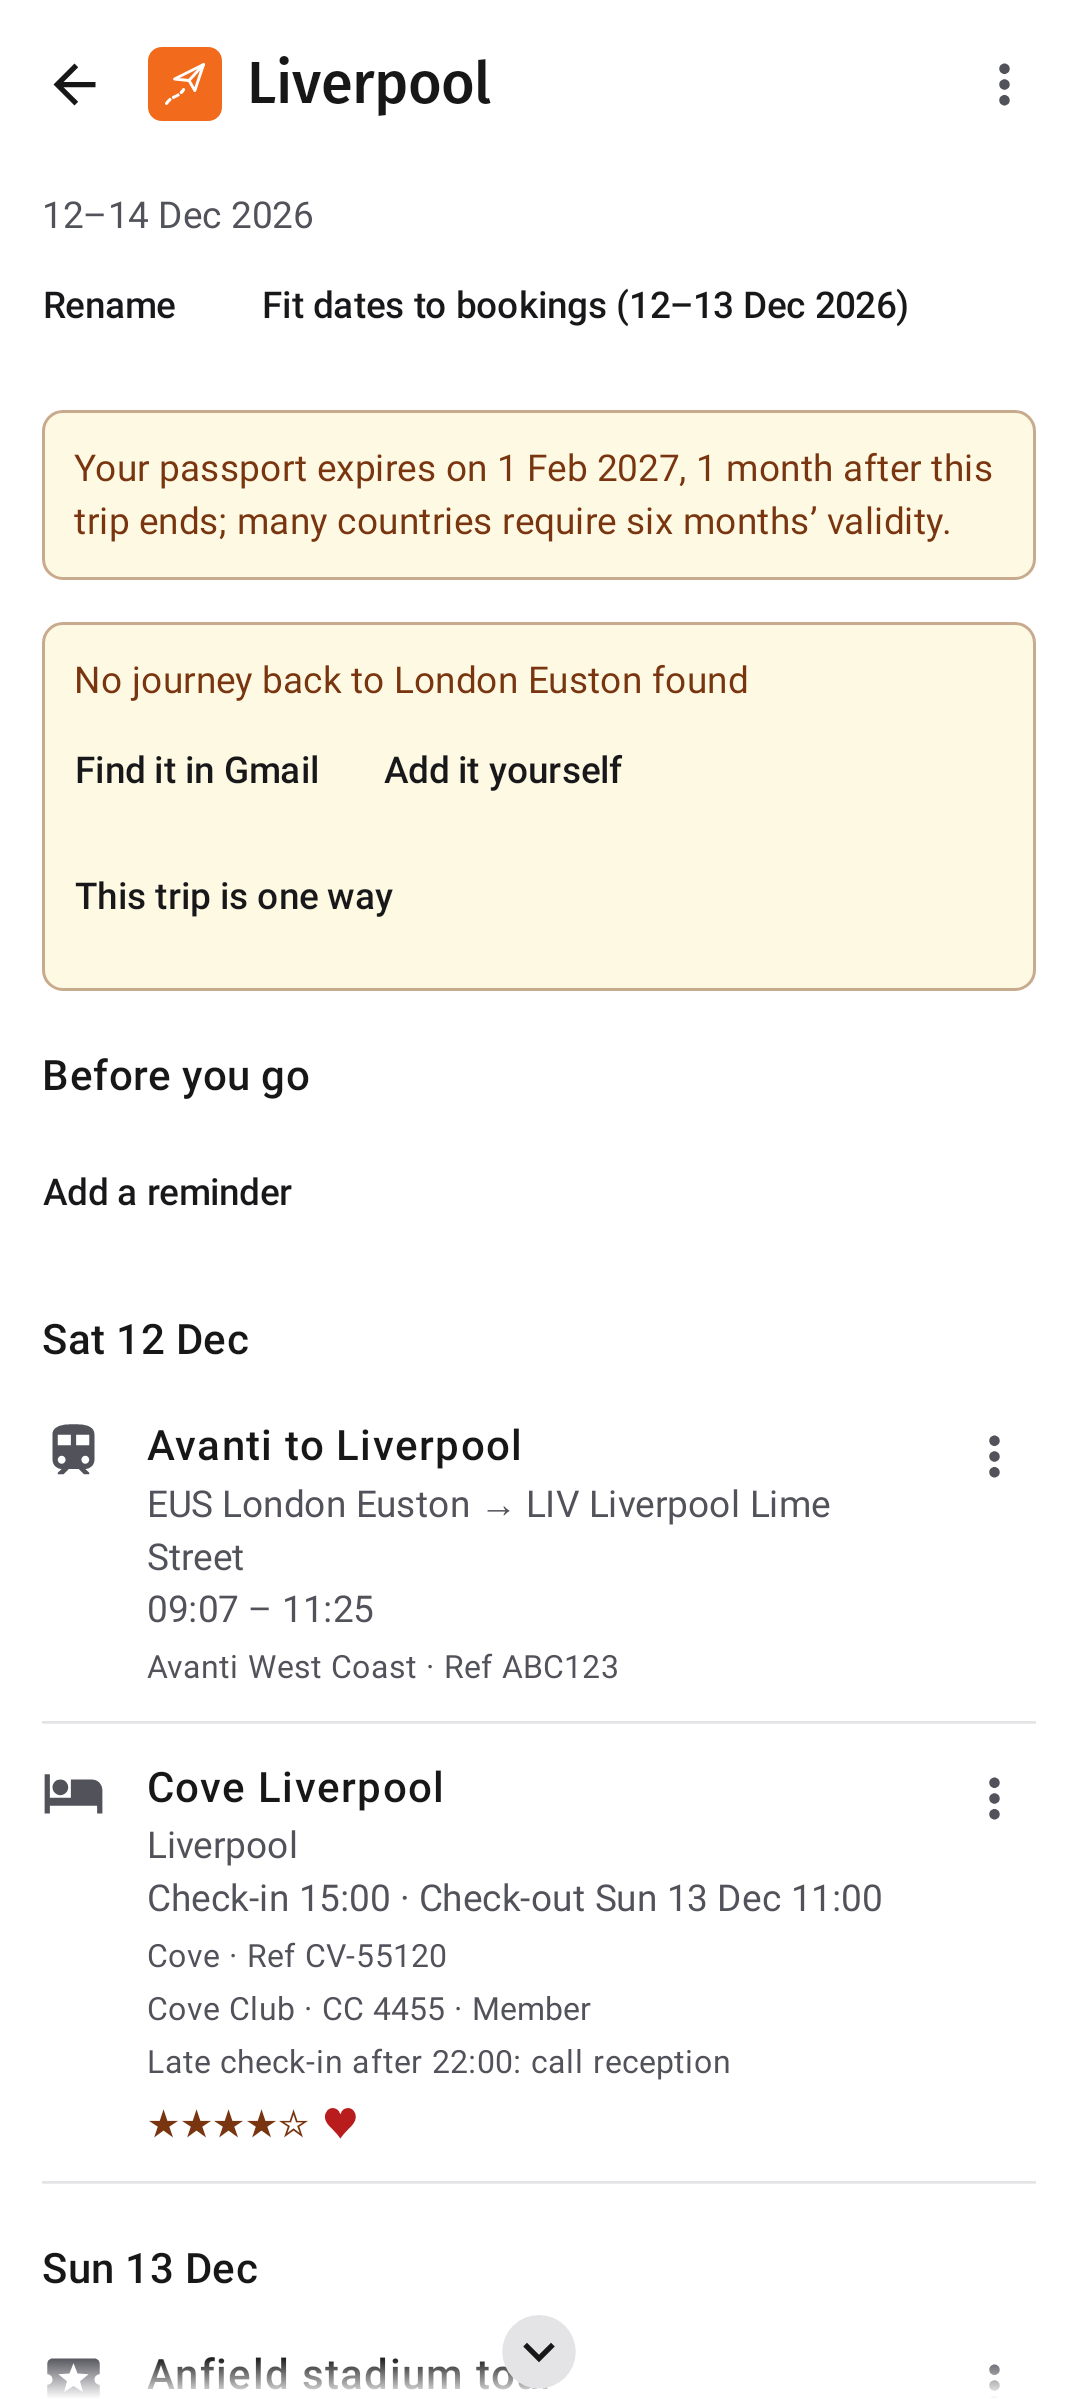 Liverpool
12–14 Dec 2026
Rename
Fit dates to bookings (12–13 Dec 2026)
Your passport expires on 1 Feb 2027, 1 month after this
trip ends; many countries require six months’ validity.
No journey back to London Euston found
Find it in Gmail
Add it yourself
This trip is one way
Before you go
Add a reminder
Sat 12 Dec
Avanti to Liverpool
EUS London Euston → LIV Liverpool Lime
Street
09:07 – 11:25
Avanti West Coast · Ref ABC123
Cove Liverpool
Liverpool
Check-in 15:00 · Check-out Sun 13 Dec 11:00
Cove · Ref CV-55120
Cove Club · CC 4455 · Member
Late check-in after 22:00: call reception
★★★★☆ ♥
Sun 13 Dec
Anfield stadium